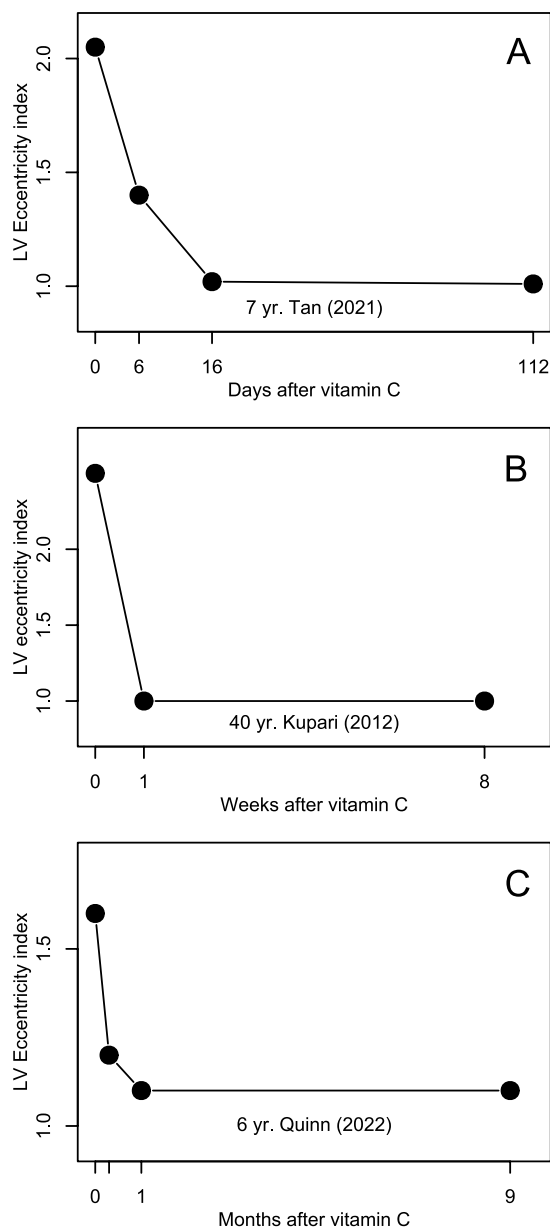 A
LV Eccentricity index
2.0
1.5
1.0
7 yr. Tan (2021)
0 6 16 112
Days after vitamin C
B
LV eccentricity index
2.0
1.5
1.0
40 yr. Kupari (2012)
0 1 8
Weeks after vitamin C
C
LV Eccentricity index
1.5
1.0
6 yr. Quinn (2022)
0 1 9
Months after vitamin C